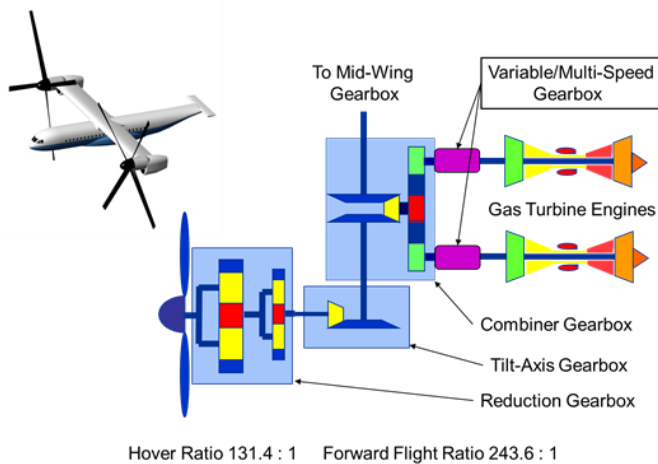 Variable/Multi-Speed
Gearbox
To Mid-Wing
Gearbox
Gas Turbine Engines
Combiner Gearbox
Tilt-Axis Gearbox
Reduction Gearbox
Hover Ratio 131.4 : 1 Forward Flight Ratio 243.6 : 1